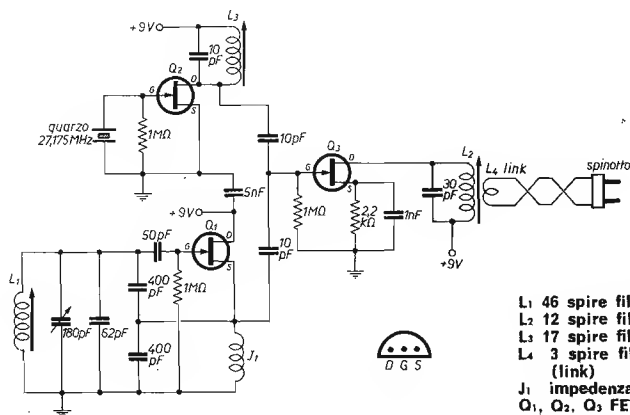 +9V
L3
10 pF
Q2
D
G
S
quarzo
27,175MHz
1MΩ
10pF
Q3
D
G
S
L2
L4 link
spinotto
30 pF
5nF
+9V
1MΩ
2,2 kΩ
1nF
+9V
Q1
D
G
S
50pF
10 pF
L1
180pF
82pF
400 pF
1MΩ
400 pF
J1
D G S
L1 46 spire fil
L2 12 spire fil
L3 17 spire fil
L4 3 spire fil
(link)
J1 impedenza
Q1, Q2, Q3 FET